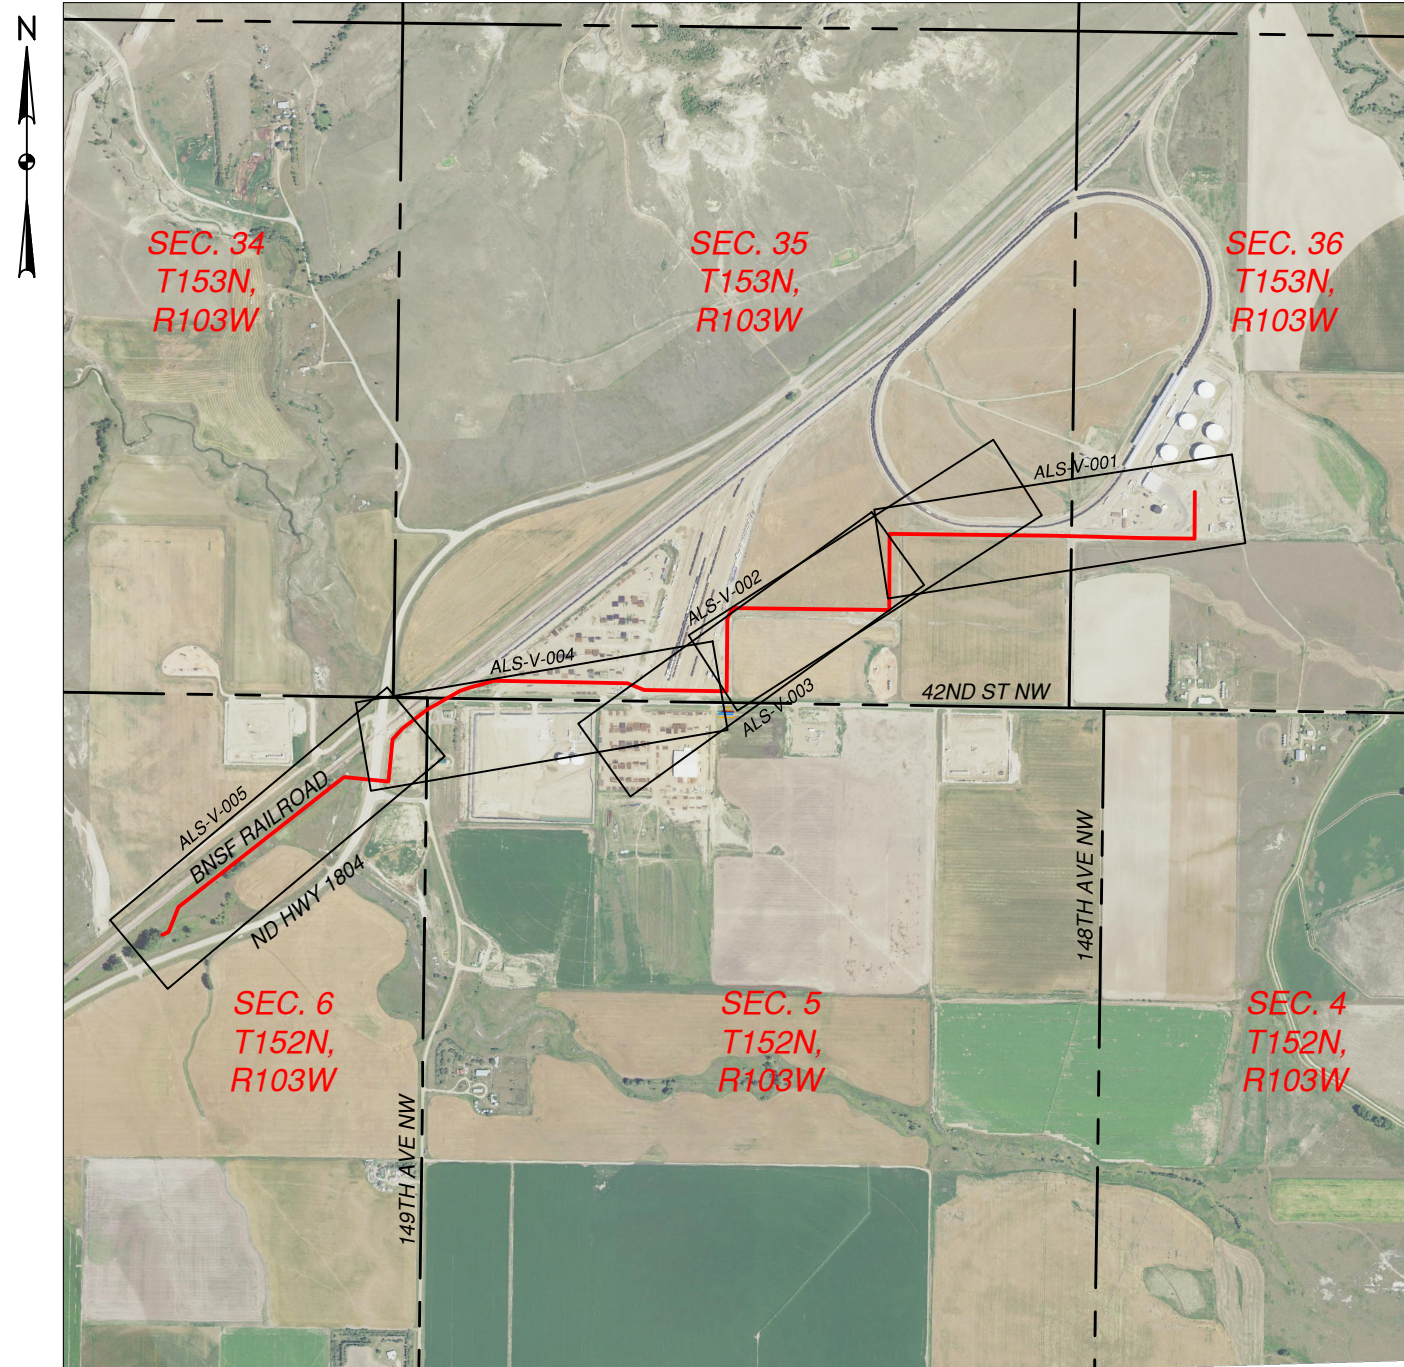 N
SEC. 34
T153N,
R103W
SEC. 35
T153N,
R103W
SEC. 36
T153N,
R103W
ALS-V-001
ALS-V-002
ALS-V-004
42ND ST NW
ALS-V-003
ALS-V-005
BNSF RAILROAD
ND HWY 1804
148TH AVE NW
SEC. 6
T152N,
R103W
SEC. 5
T152N,
R103W
SEC. 4
T152N,
R103W
149TH AVE NW